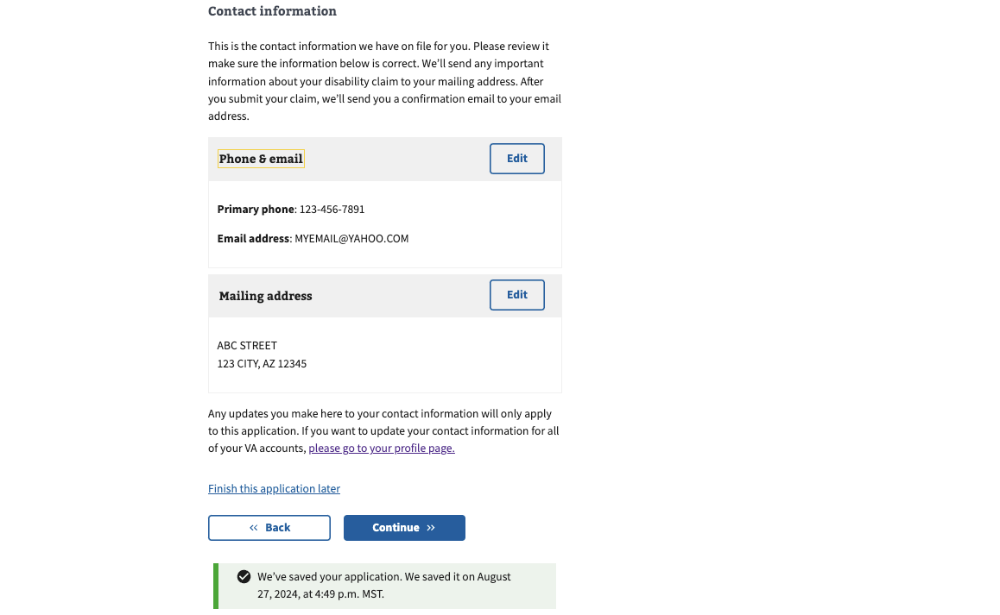 Contact information
This is the contact information we have on file for you. Please review it
make sure the information below is correct. We’ll send any important
information about your disability claim to your mailing address. After
you submit your claim, we’ll send you a confirmation email to your email
address.
Phone & email
Edit
Primary phone: 123-456-7891
Email address: MYEMAIL@YAHOO.COM
Mailing address
Edit
ABC STREET
123 CITY, AZ 12345
Any updates you make here to your contact information will only apply
to this application. If you want to update your contact information for all
of your VA accounts, please go to your profile page.
Finish this application later
« Back
Continue »
We’ve saved your application. We saved it on August
27, 2024, at 4:49 p.m. MST.